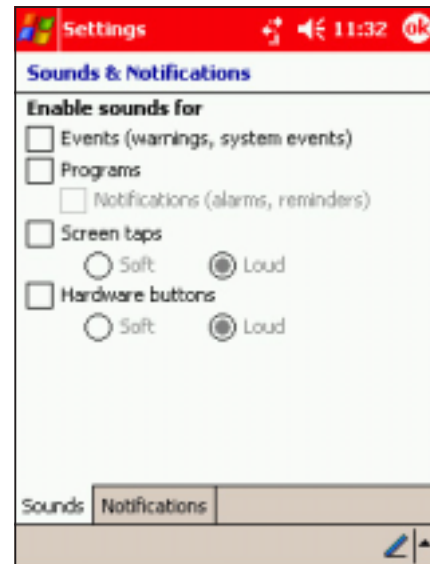 Settings 11:32 ok
Sounds & Notifications
Enable sounds for
Events (warnings, system events)
Programs
Notifications (alarms, reminders)
Screen taps
Soft Loud
Hardware buttons
Soft Loud
Sounds Notifications